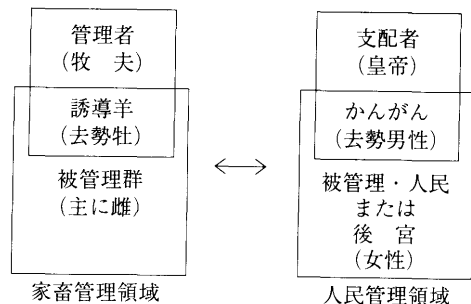 管理者
(牧 夫)
誘導羊
(去勢牡)
被管理群
(主に雌)
家畜管理領域
↔
支配者
(皇帝)
かんがん
(去勢男性)
被管理・人民
または
後 宮
(女性)
人民管理領域